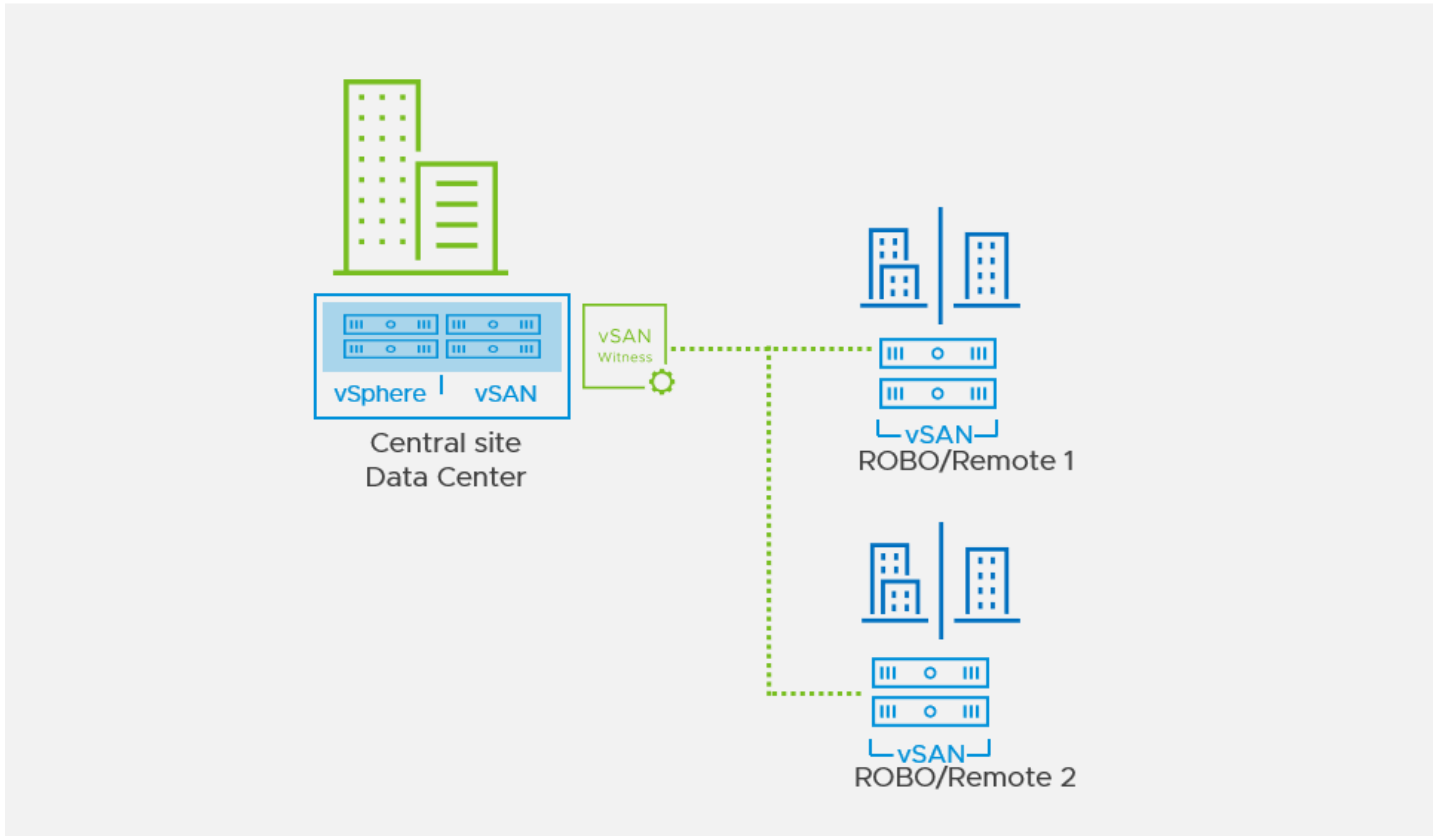 vSAN
Witness
vSphere
vSAN
Central site
Data Center
vSAN
ROBO/Remote 1
vSAN
ROBO/Remote 2